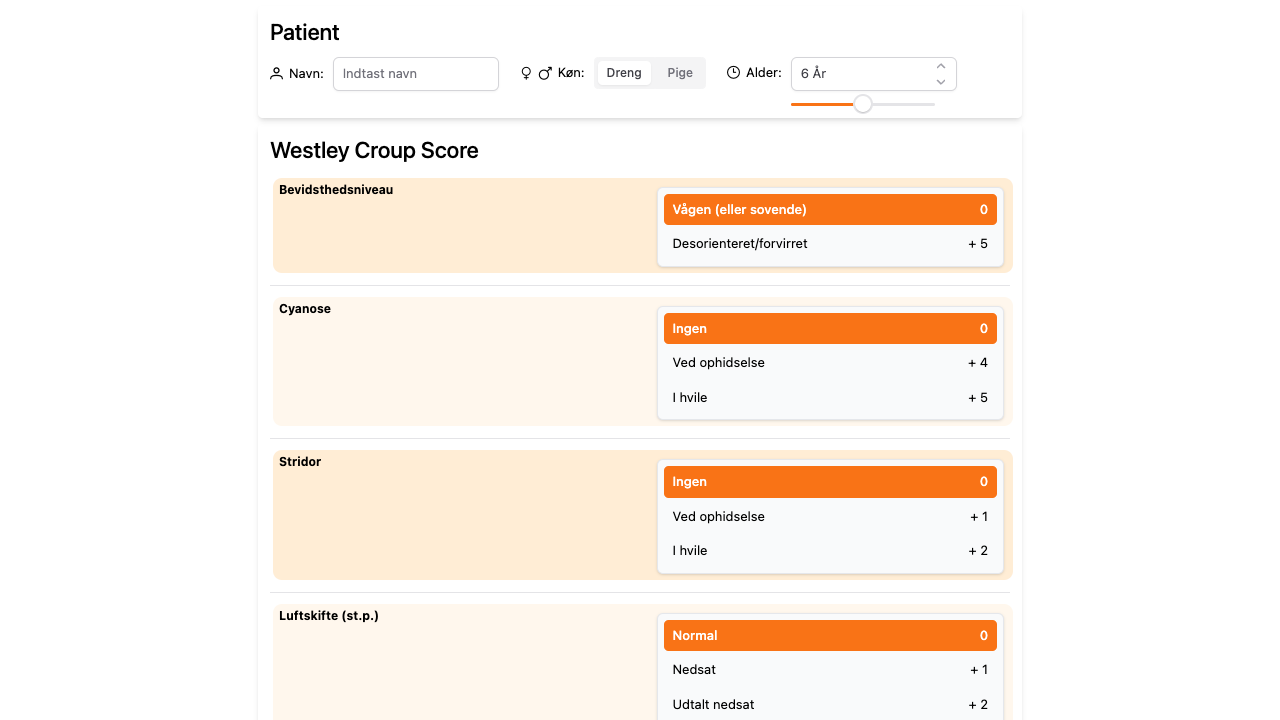 Patient
Navn: Indtast navn Køn: Dreng Pige Alder: 6 År
Westley Croup Score
Bevidsthedsniveau
Vågen (eller sovende) 0
Desorienteret/forvirret + 5
Cyanose
Ingen 0
Ved ophidselse + 4
I hvile + 5
Stridor
Ingen 0
Ved ophidselse + 1
I hvile + 2
Luftskifte (st.p.)
Normal 0
Nedsat + 1
Udtalt nedsat + 2